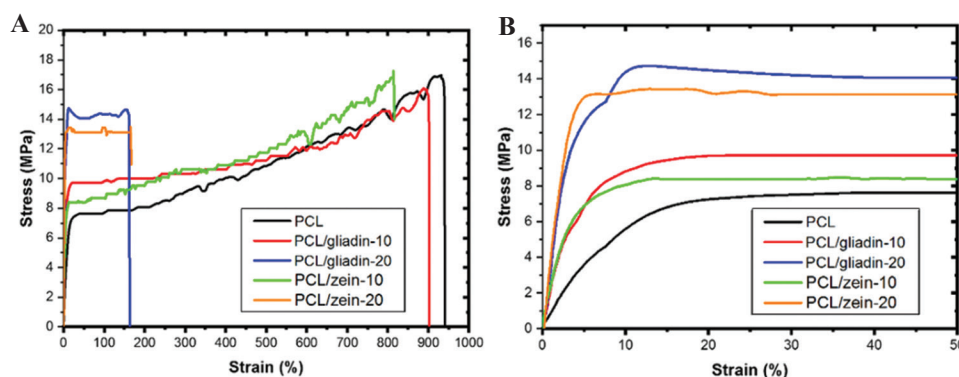 A
Stress (MPa)
20
18
16
14
12
10
8
6
4
2
0
PCL
PCL/gliadin-10
PCL/gliadin-20
PCL/zein-10
PCL/zein-20
0 100 200 300 400 500 600 700 800 900 1000
Strain (%)
B
Stress (MPa)
16
14
12
10
8
6
4
2
0
PCL
PCL/gliadin-10
PCL/gliadin-20
PCL/zein-10
PCL/zein-20
0 10 20 30 40 50
Strain (%)